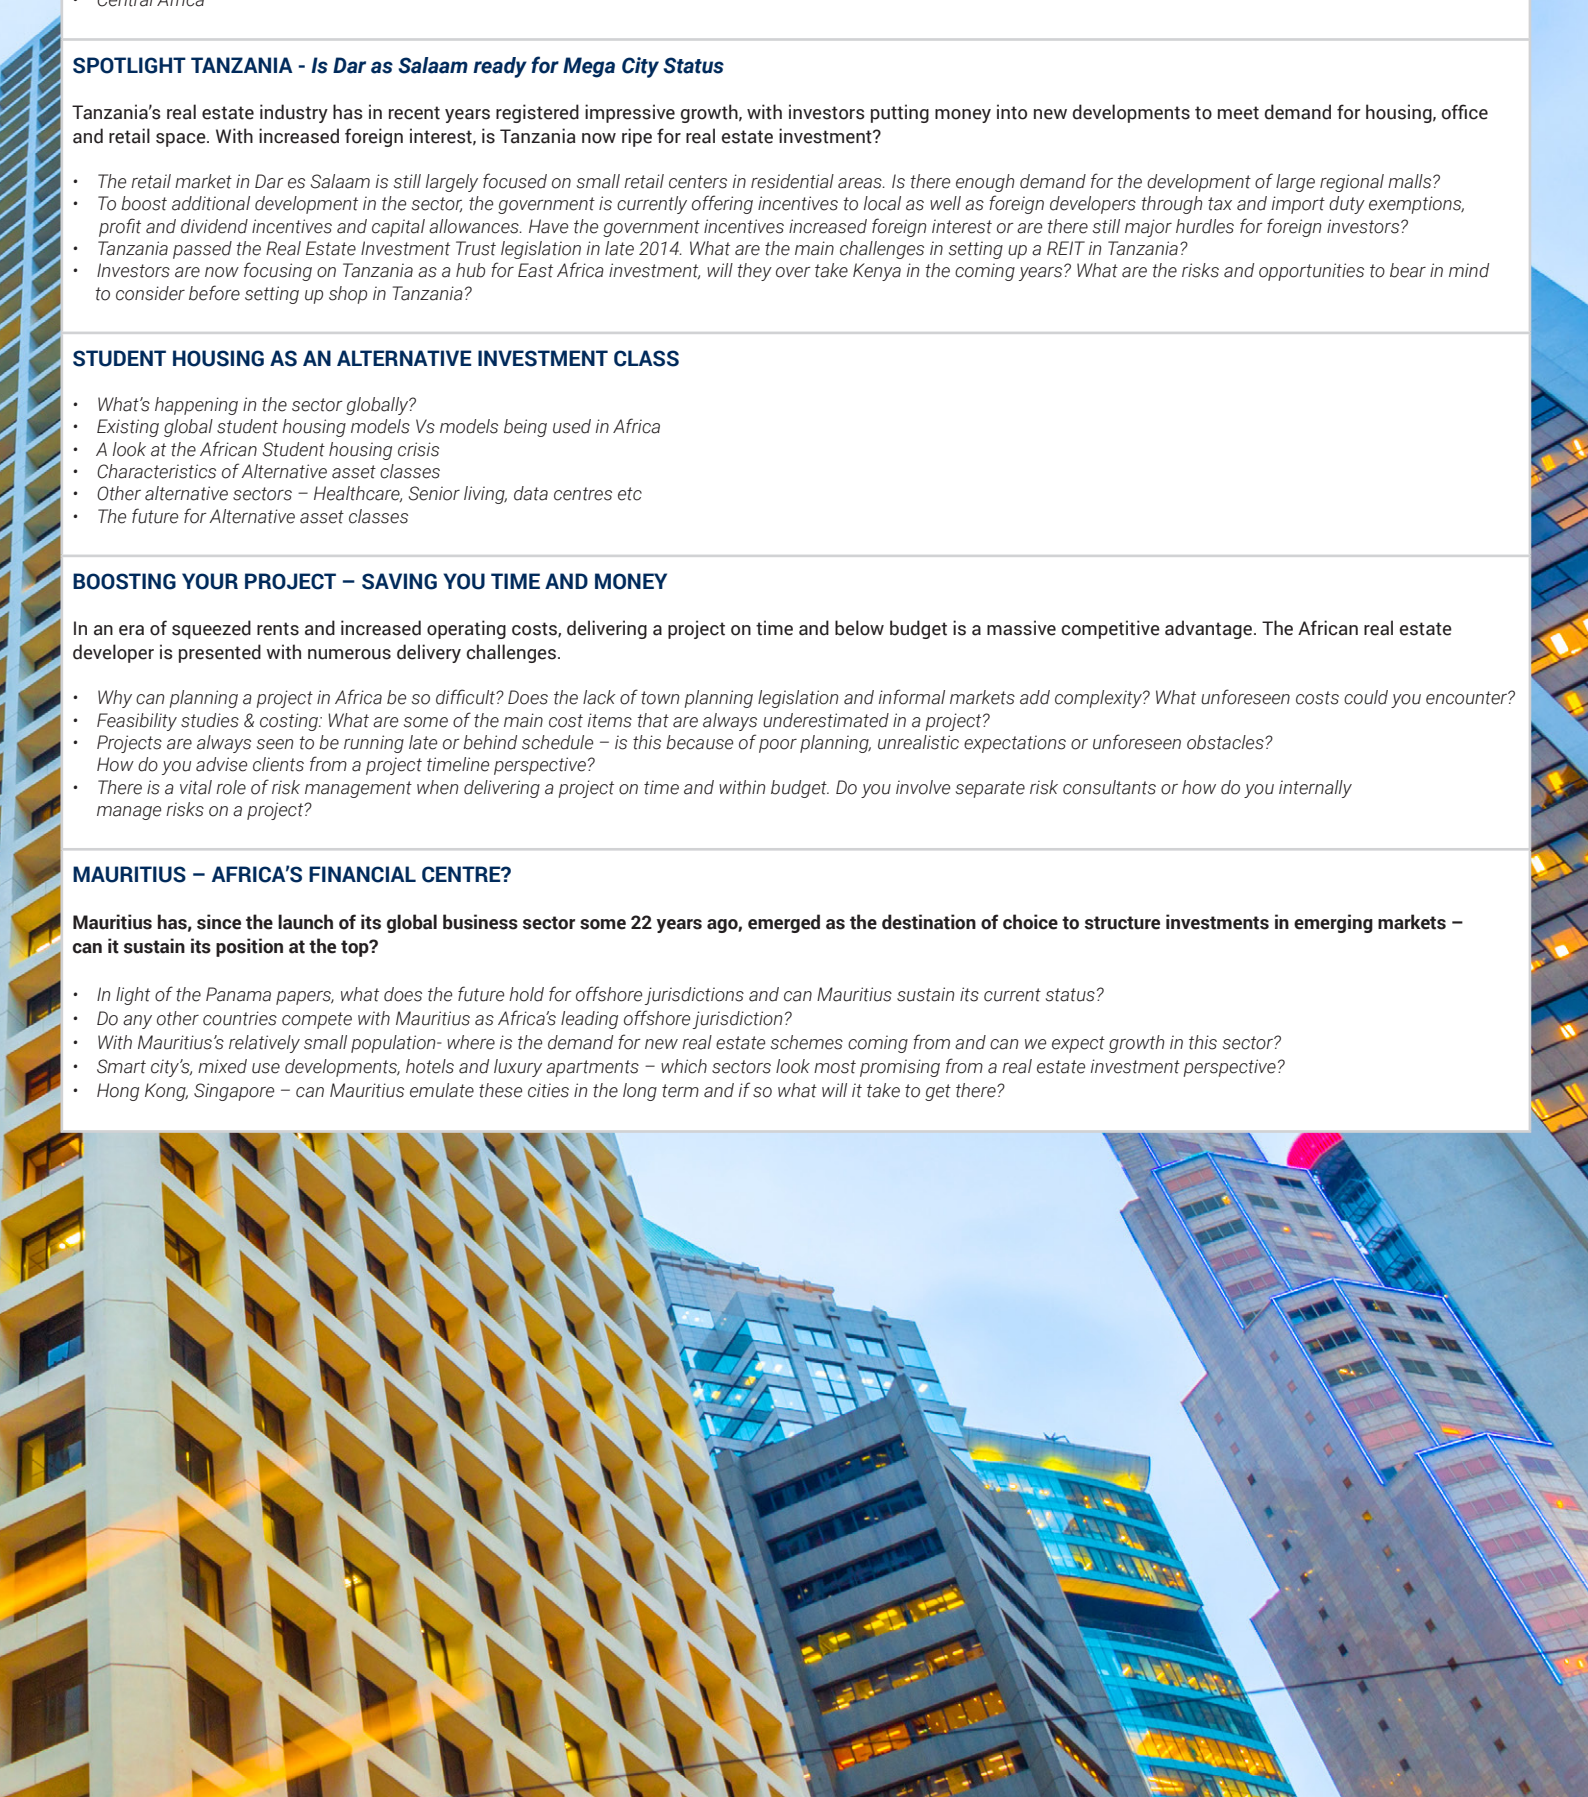 • Central Africa
SPOTLIGHT TANZANIA - Is Dar as Salaam ready for Mega City Status
Tanzania's real estate industry has in recent years registered impressive growth, with investors putting money into new developments to meet demand for housing, office
and retail space. With increased foreign interest, is Tanzania now ripe for real estate investment?
• The retail market in Dar es Salaam is still largely focused on small retail centers in residential areas. Is there enough demand for the development of large regional malls?
• To boost additional development in the sector, the government is currently offering incentives to local as well as foreign developers through tax and import duty exemptions,
profit and dividend incentives and capital allowances. Have the government incentives increased foreign interest or are there still major hurdles for foreign investors?
• Tanzania passed the Real Estate Investment Trust legislation in late 2014. What are the main challenges in setting up a REIT in Tanzania?
• Investors are now focusing on Tanzania as a hub for East Africa investment, will they over take Kenya in the coming years? What are the risks and opportunities to bear in mind
to consider before setting up shop in Tanzania?
STUDENT HOUSING AS AN ALTERNATIVE INVESTMENT CLASS
• What's happening in the sector globally?
• Existing global student housing models Vs models being used in Africa
• A look at the African Student housing crisis
• Characteristics of Alternative asset classes
• Other alternative sectors – Healthcare, Senior living, data centres etc
• The future for Alternative asset classes
BOOSTING YOUR PROJECT – SAVING YOU TIME AND MONEY
In an era of squeezed rents and increased operating costs, delivering a project on time and below budget is a massive competitive advantage. The African real estate
developer is presented with numerous delivery challenges.
• Why can planning a project in Africa be so difficult? Does the lack of town planning legislation and informal markets add complexity? What unforeseen costs could you encounter?
• Feasibility studies & costing: What are some of the main cost items that are always underestimated in a project?
• Projects are always seen to be running late or behind schedule – is this because of poor planning, unrealistic expectations or unforeseen obstacles?
How do you advise clients from a project timeline perspective?
• There is a vital role of risk management when delivering a project on time and within budget. Do you involve separate risk consultants or how do you internally
manage risks on a project?
MAURITIUS – AFRICA'S FINANCIAL CENTRE?
Mauritius has, since the launch of its global business sector some 22 years ago, emerged as the destination of choice to structure investments in emerging markets –
can it sustain its position at the top?
• In light of the Panama papers, what does the future hold for offshore jurisdictions and can Mauritius sustain its current status?
• Do any other countries compete with Mauritius as Africa's leading offshore jurisdiction?
• With Mauritius's relatively small population- where is the demand for new real estate schemes coming from and can we expect growth in this sector?
• Smart city's, mixed use developments, hotels and luxury apartments – which sectors look most promising from a real estate investment perspective?
• Hong Kong, Singapore – can Mauritius emulate these cities in the long term and if so what will it take to get there?